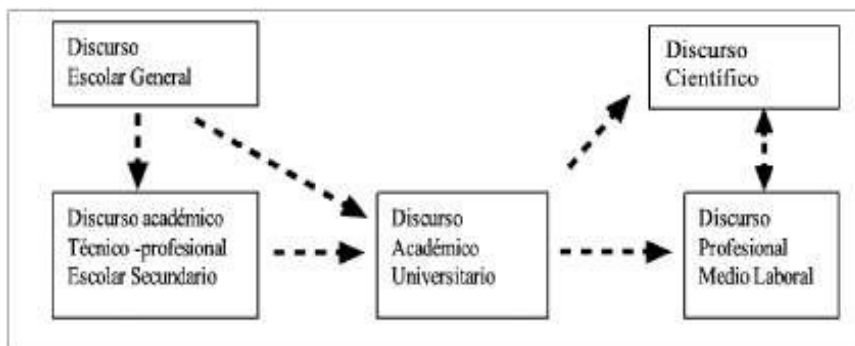 Discurso
Escolar General
Discurso
Científico
Discurso académico
Técnico -profesional
Escolar Secundario
Discurso
Académico
Universitario
Discurso
Profesional
Medio Laboral